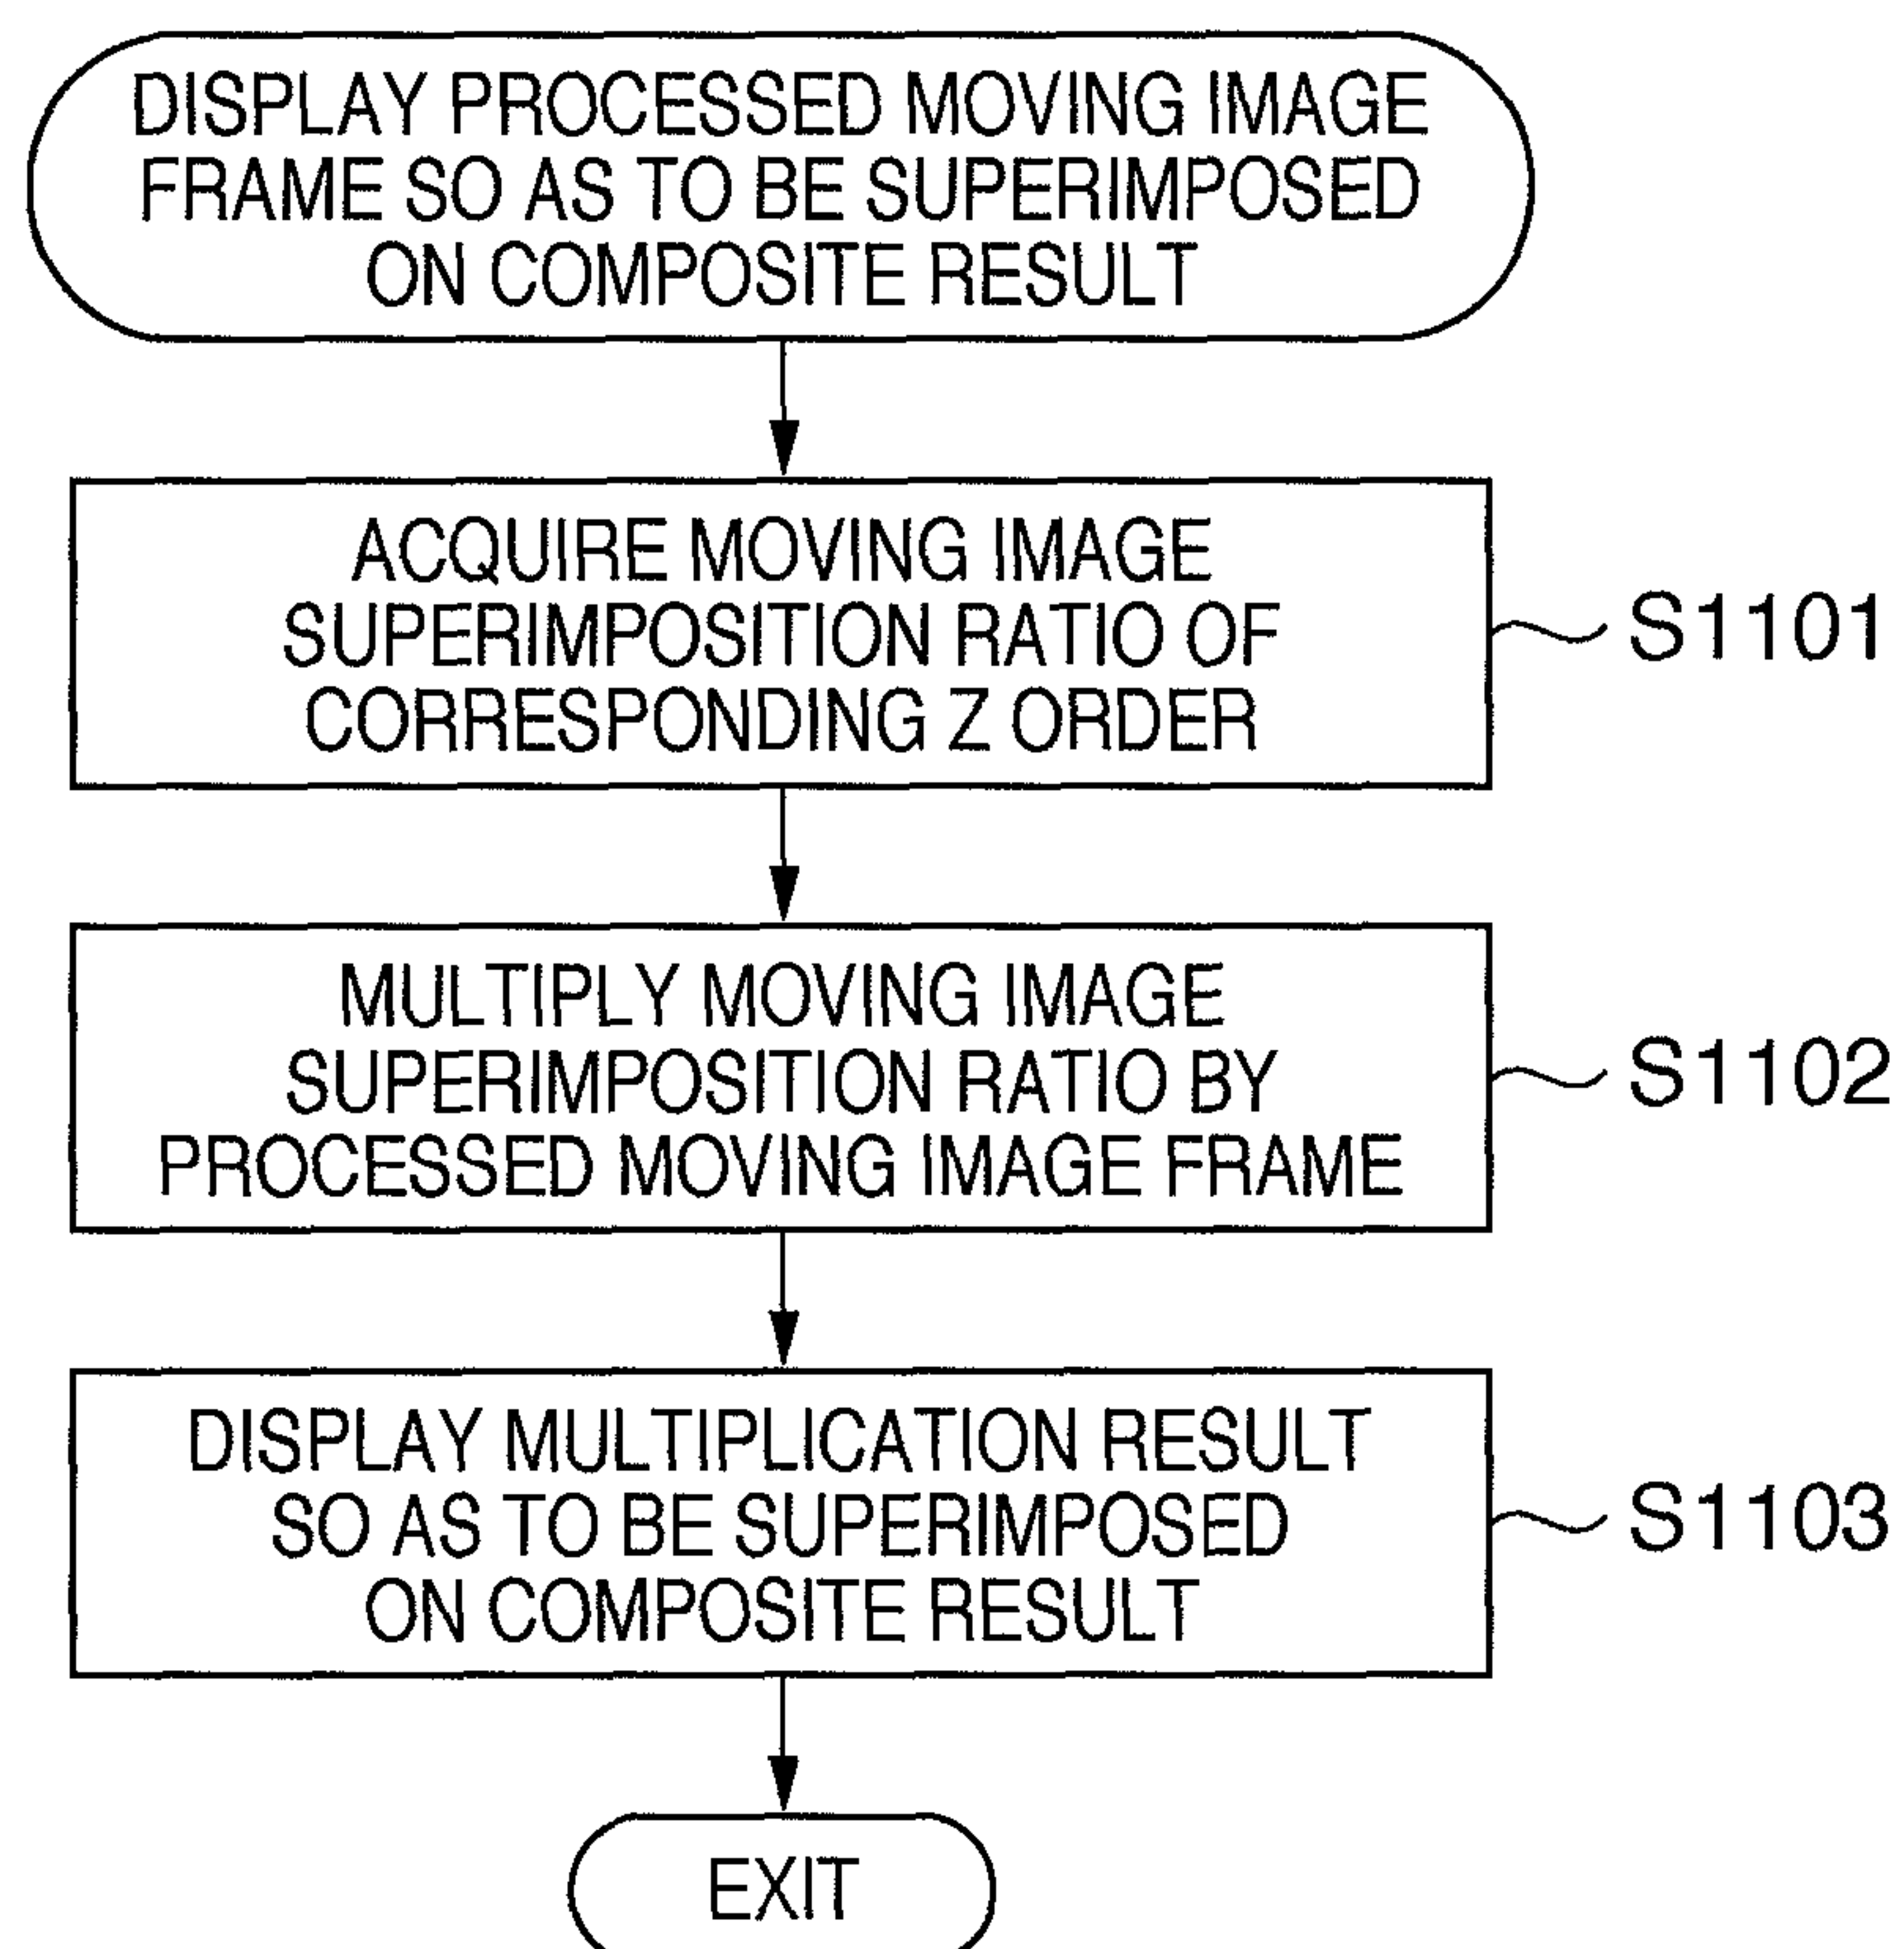 DISPLAY PROCESSED MOVING IMAGE
FRAME SO AS TO BE SUPERIMPOSED
ON COMPOSITE RESULT
ACQUIRE MOVING IMAGE
SUPERIMPOSITION RATIO OF
CORRESPONDING Z ORDER
S1101
MULTIPLY MOVING IMAGE
SUPERIMPOSITION RATIO BY
PROCESSED MOVING IMAGE FRAME
S1102
DISPLAY MULTIPLICATION RESULT
SO AS TO BE SUPERIMPOSED
ON COMPOSITE RESULT
S1103
EXIT